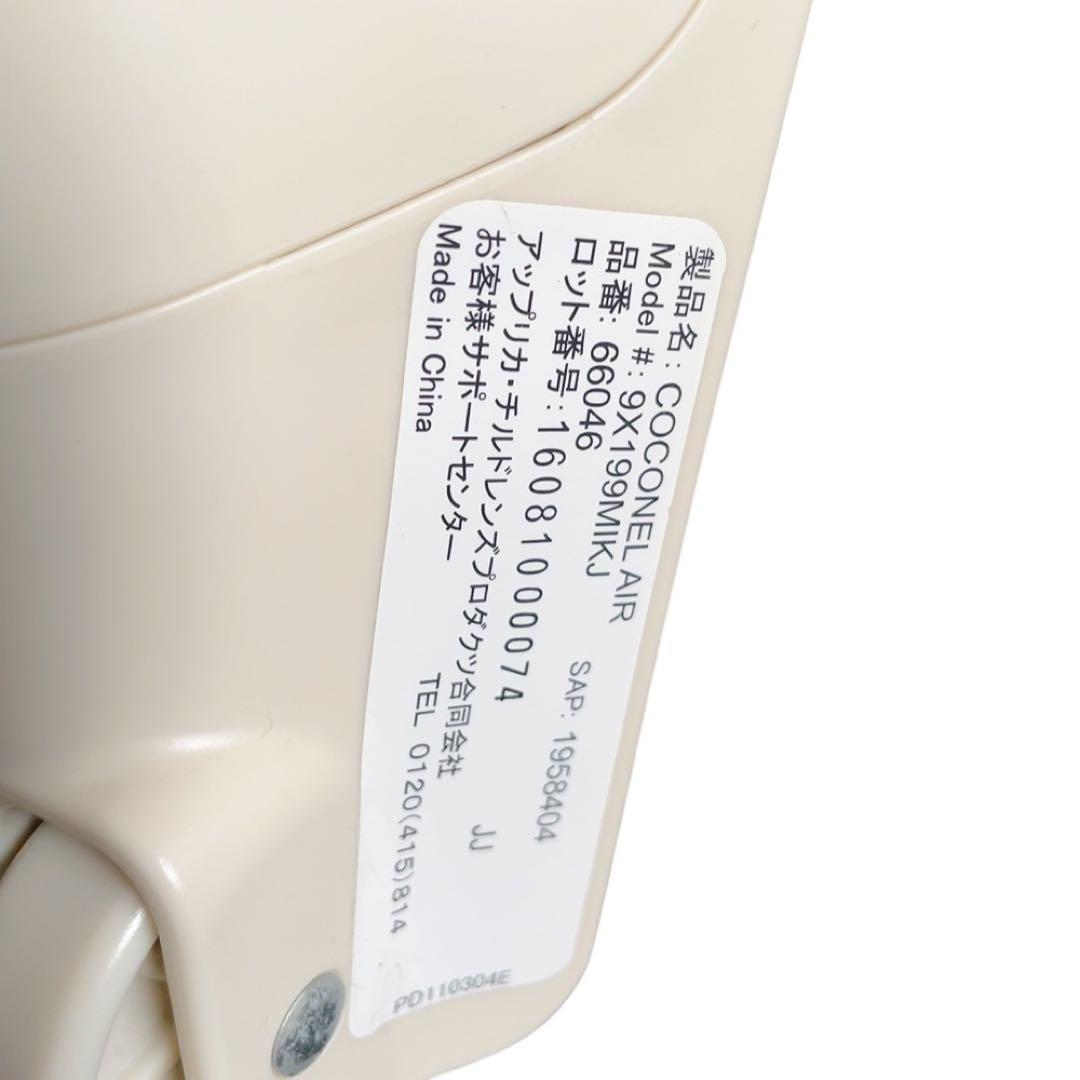 製品名: COCONEL AIR
Model #: 9X199MIKJ
品番: 66046 SAP: 1958404
ロット番号: 160810000074
アップリカ・チルドレンズプロダクツ合同会社 JJ
お客様サポートセンター TEL 0120(415)814
Made in China
PD110304E